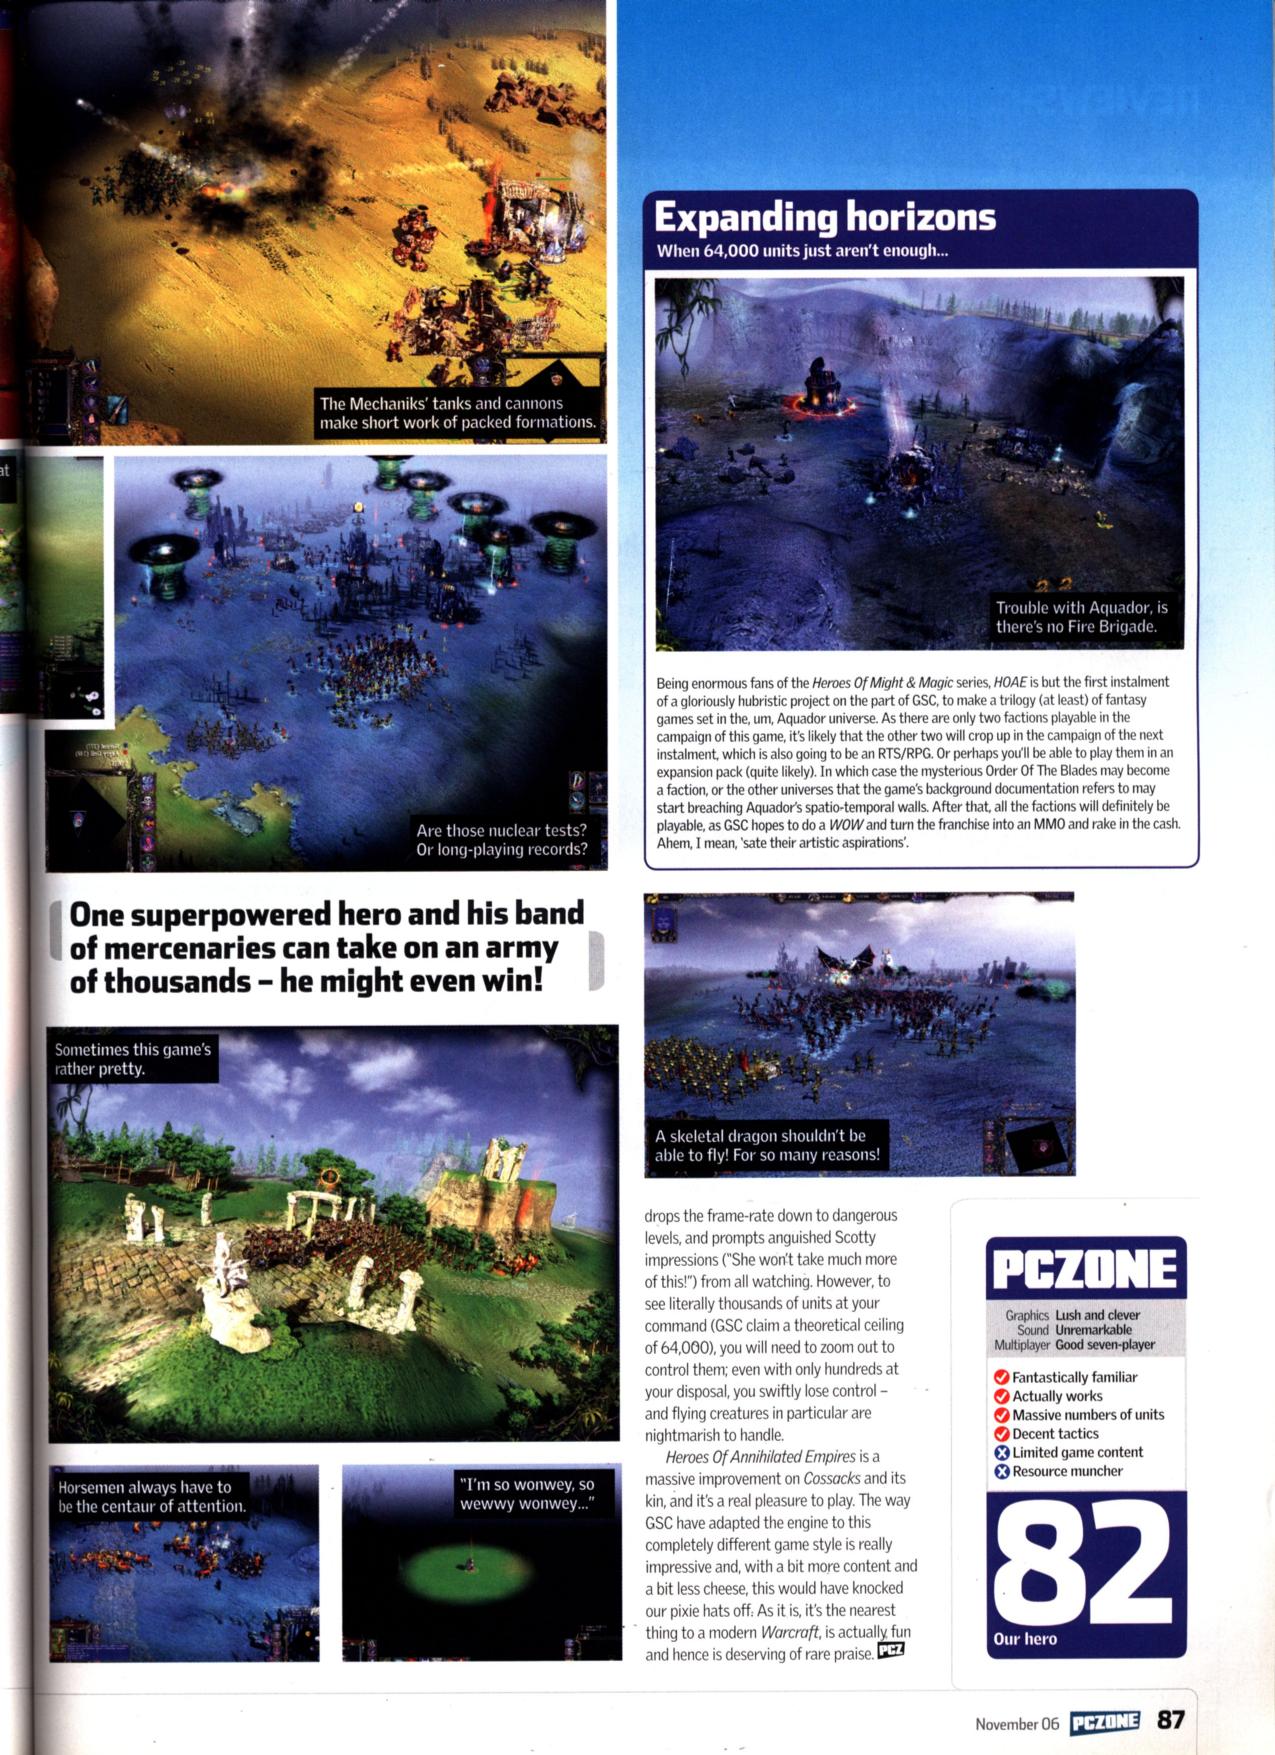 The Mechaniks' tanks and cannons
make short work of packed formations.
at
Are those nuclear tests?
Or long-playing records?
One superpowered hero and his band
of mercenaries can take on an army
of thousands – he might even win!
Sometimes this game's
rather pretty.
Horsemen always have to
be the centaur of attention.
"I'm so wonwey, so
wewwy wonwey..."
Expanding horizons
When 64,000 units just aren't enough...
Trouble with Aquador, is
there's no Fire Brigade.
Being enormous fans of the Heroes Of Might & Magic series, HOAE is but the first instalment
of a gloriously hubristic project on the part of GSC, to make a trilogy (at least) of fantasy
games set in the, um, Aquador universe. As there are only two factions playable in the
campaign of this game, it's likely that the other two will crop up in the campaign of the next
instalment, which is also going to be an RTS/RPG. Or perhaps you'll be able to play them in an
expansion pack (quite likely). In which case the mysterious Order Of The Blades may become
a faction, or the other universes that the game's background documentation refers to may
start breaching Aquador's spatio-temporal walls. After that, all the factions will definitely be
playable, as GSC hopes to do a WOW and turn the franchise into an MMO and rake in the cash.
Ahem, I mean, 'sate their artistic aspirations'.
A skeletal dragon shouldn't be
able to fly! For so many reasons!
drops the frame-rate down to dangerous
levels, and prompts anguished Scotty
impressions ("She won't take much more
of this!") from all watching. However, to
see literally thousands of units at your
command (GSC claim a theoretical ceiling
of 64,000), you will need to zoom out to
control them; even with only hundreds at
your disposal, you swiftly lose control –
and flying creatures in particular are
nightmarish to handle.
Heroes Of Annihilated Empires is a
massive improvement on Cossacks and its
kin, and it's a real pleasure to play. The way
GSC have adapted the engine to this
completely different game style is really
impressive and, with a bit more content and
a bit less cheese, this would have knocked
our pixie hats off. As it is, it's the nearest
thing to a modern Warcraft, is actually fun
and hence is deserving of rare praise. PCZ
PCZONE
Graphics Lush and clever
Sound Unremarkable
Multiplayer Good seven-player
Fantastically familiar
Actually works
Massive numbers of units
Decent tactics
Limited game content
Resource muncher
82
Our hero
November 06 PCZONE 87